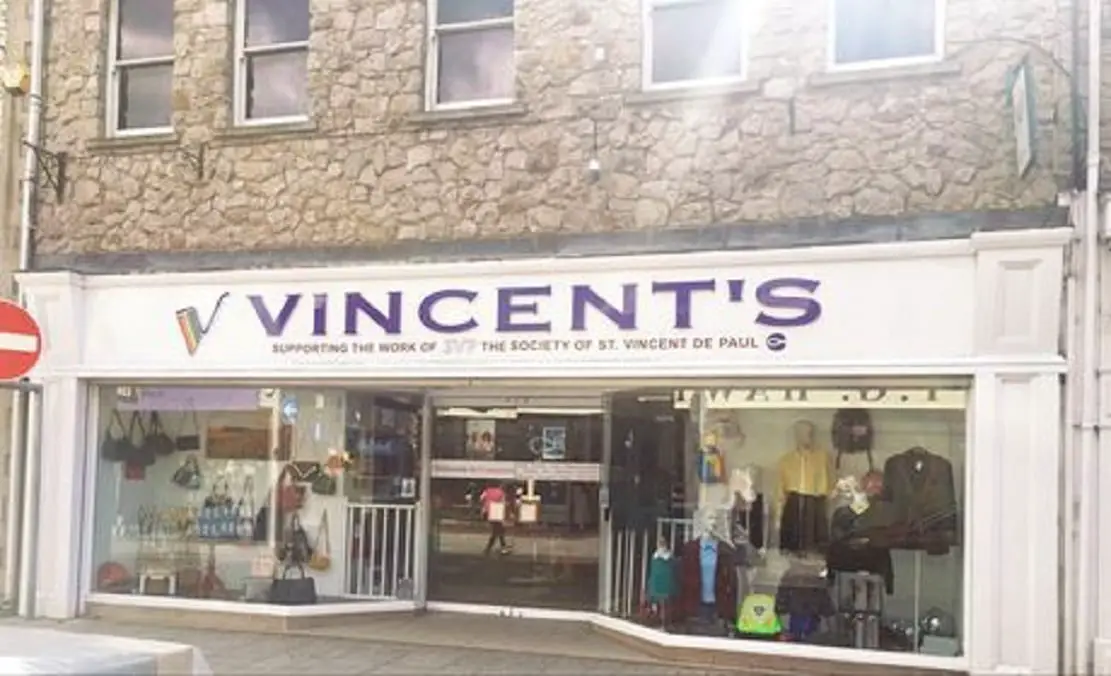 VINCENT'S
SUPPORTING THE WORK OF SVP THE SOCIETY OF ST. VINCENT DE PAUL